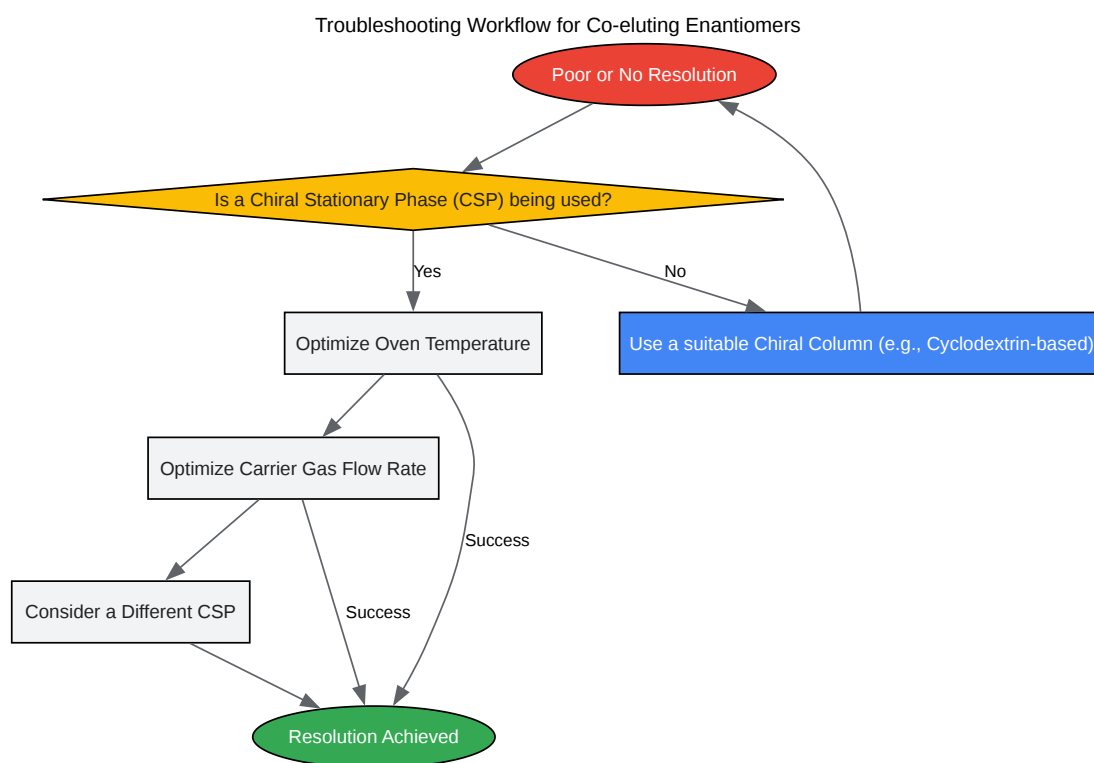 Troubleshooting Workflow for Co-eluting Enantiomers
Poor or No Resolution
Is a Chiral Stationary Phase (CSP) being used?
Yes
No
Optimize Oven Temperature
Use a suitable Chiral Column (e.g., Cyclodextrin-based)
Optimize Carrier Gas Flow Rate
Success
Consider a Different CSP
Success
Resolution Achieved